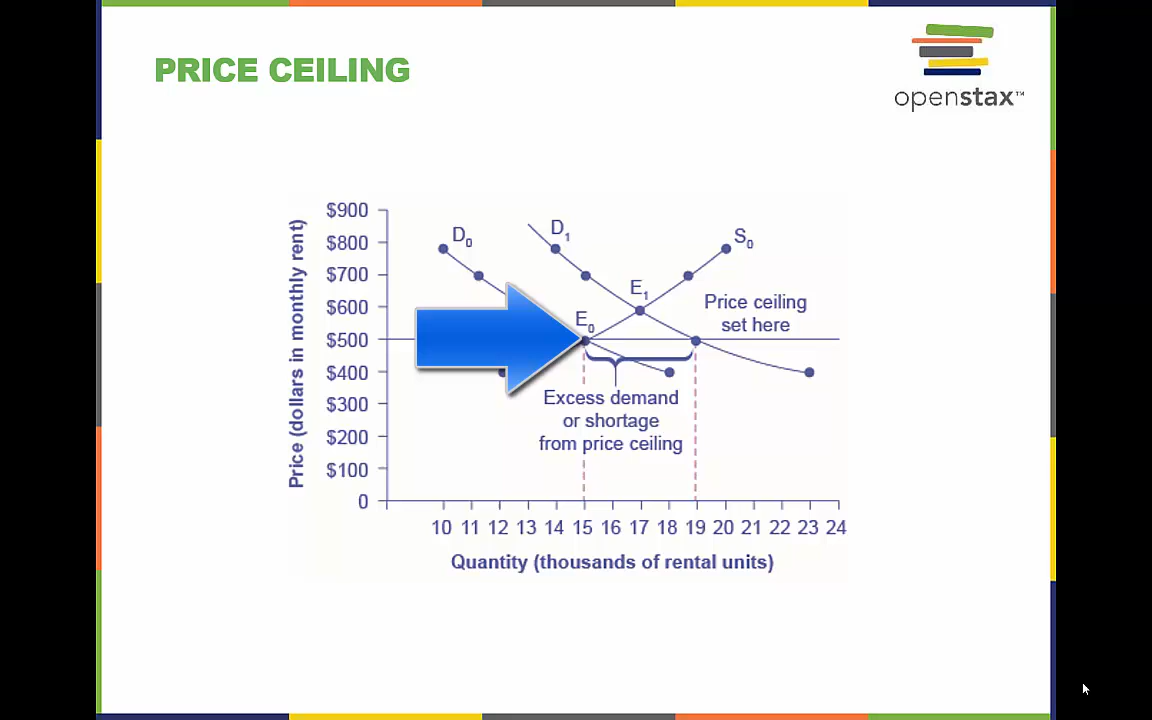 PRICE CEILING
openstax™
Price (dollars in monthly rent)
$900
$800
$700
$600
$500
$400
$300
$200
$100
0
D0
D1
S0
E1
E0
Price ceiling
set here
Excess demand
or shortage
from price ceiling
10 11 12 13 14 15 16 17 18 19 20 21 22 23 24
Quantity (thousands of rental units)